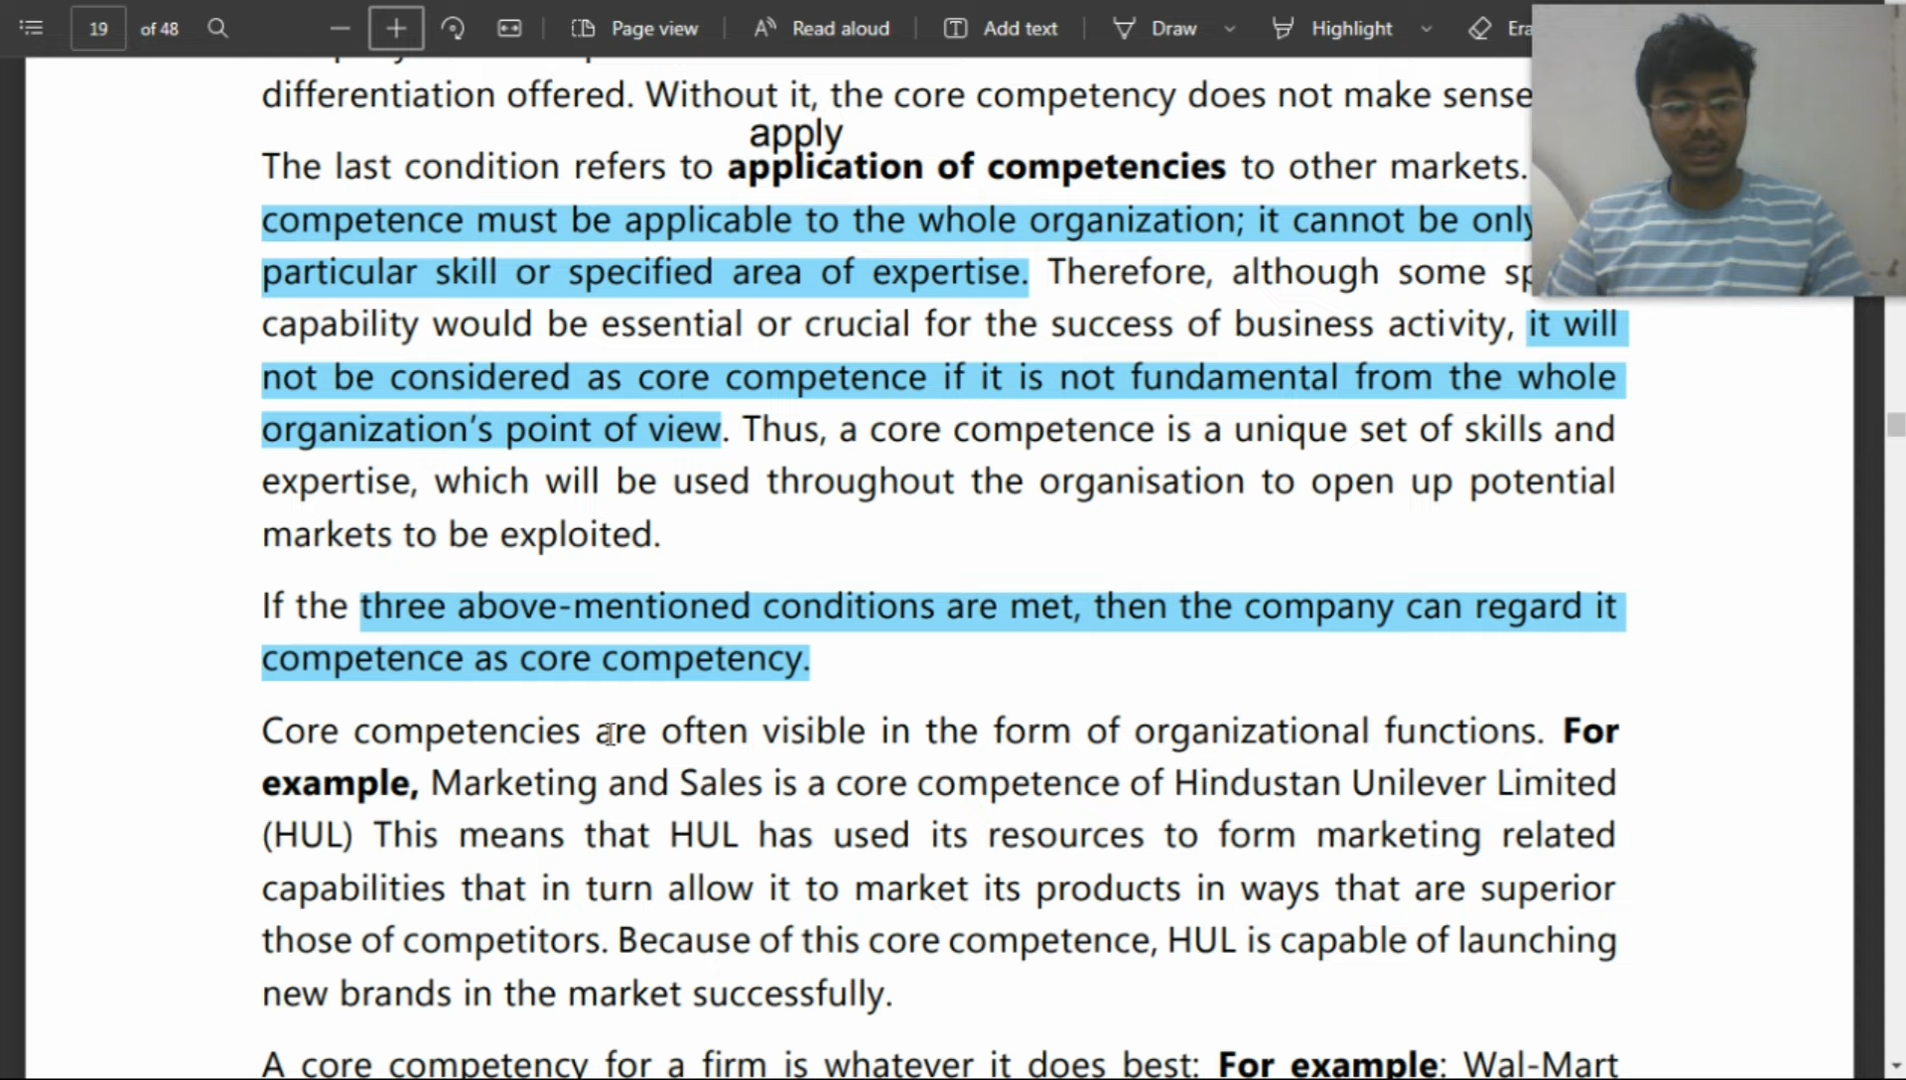 19 of 48 Page view Read aloud Add text Draw Highlight
differentiation offered. Without it, the core competency does not make sense
apply
The last condition refers to application of competencies to other markets.
competence must be applicable to the whole organization; it cannot be only
particular skill or specified area of expertise. Therefore, although some
capability would be essential or crucial for the success of business activity, it will
not be considered as core competence if it is not fundamental from the whole
organization's point of view. Thus, a core competence is a unique set of skills and
expertise, which will be used throughout the organisation to open up potential
markets to be exploited.
If the three above-mentioned conditions are met, then the company can regard it
competence as core competency.
Core competencies are often visible in the form of organizational functions. For
example, Marketing and Sales is a core competence of Hindustan Unilever Limited
(HUL) This means that HUL has used its resources to form marketing related
capabilities that in turn allow it to market its products in ways that are superior
those of competitors. Because of this core competence, HUL is capable of launching
new brands in the market successfully.
A core competency for a firm is whatever it does best: For example: Wal-Mart